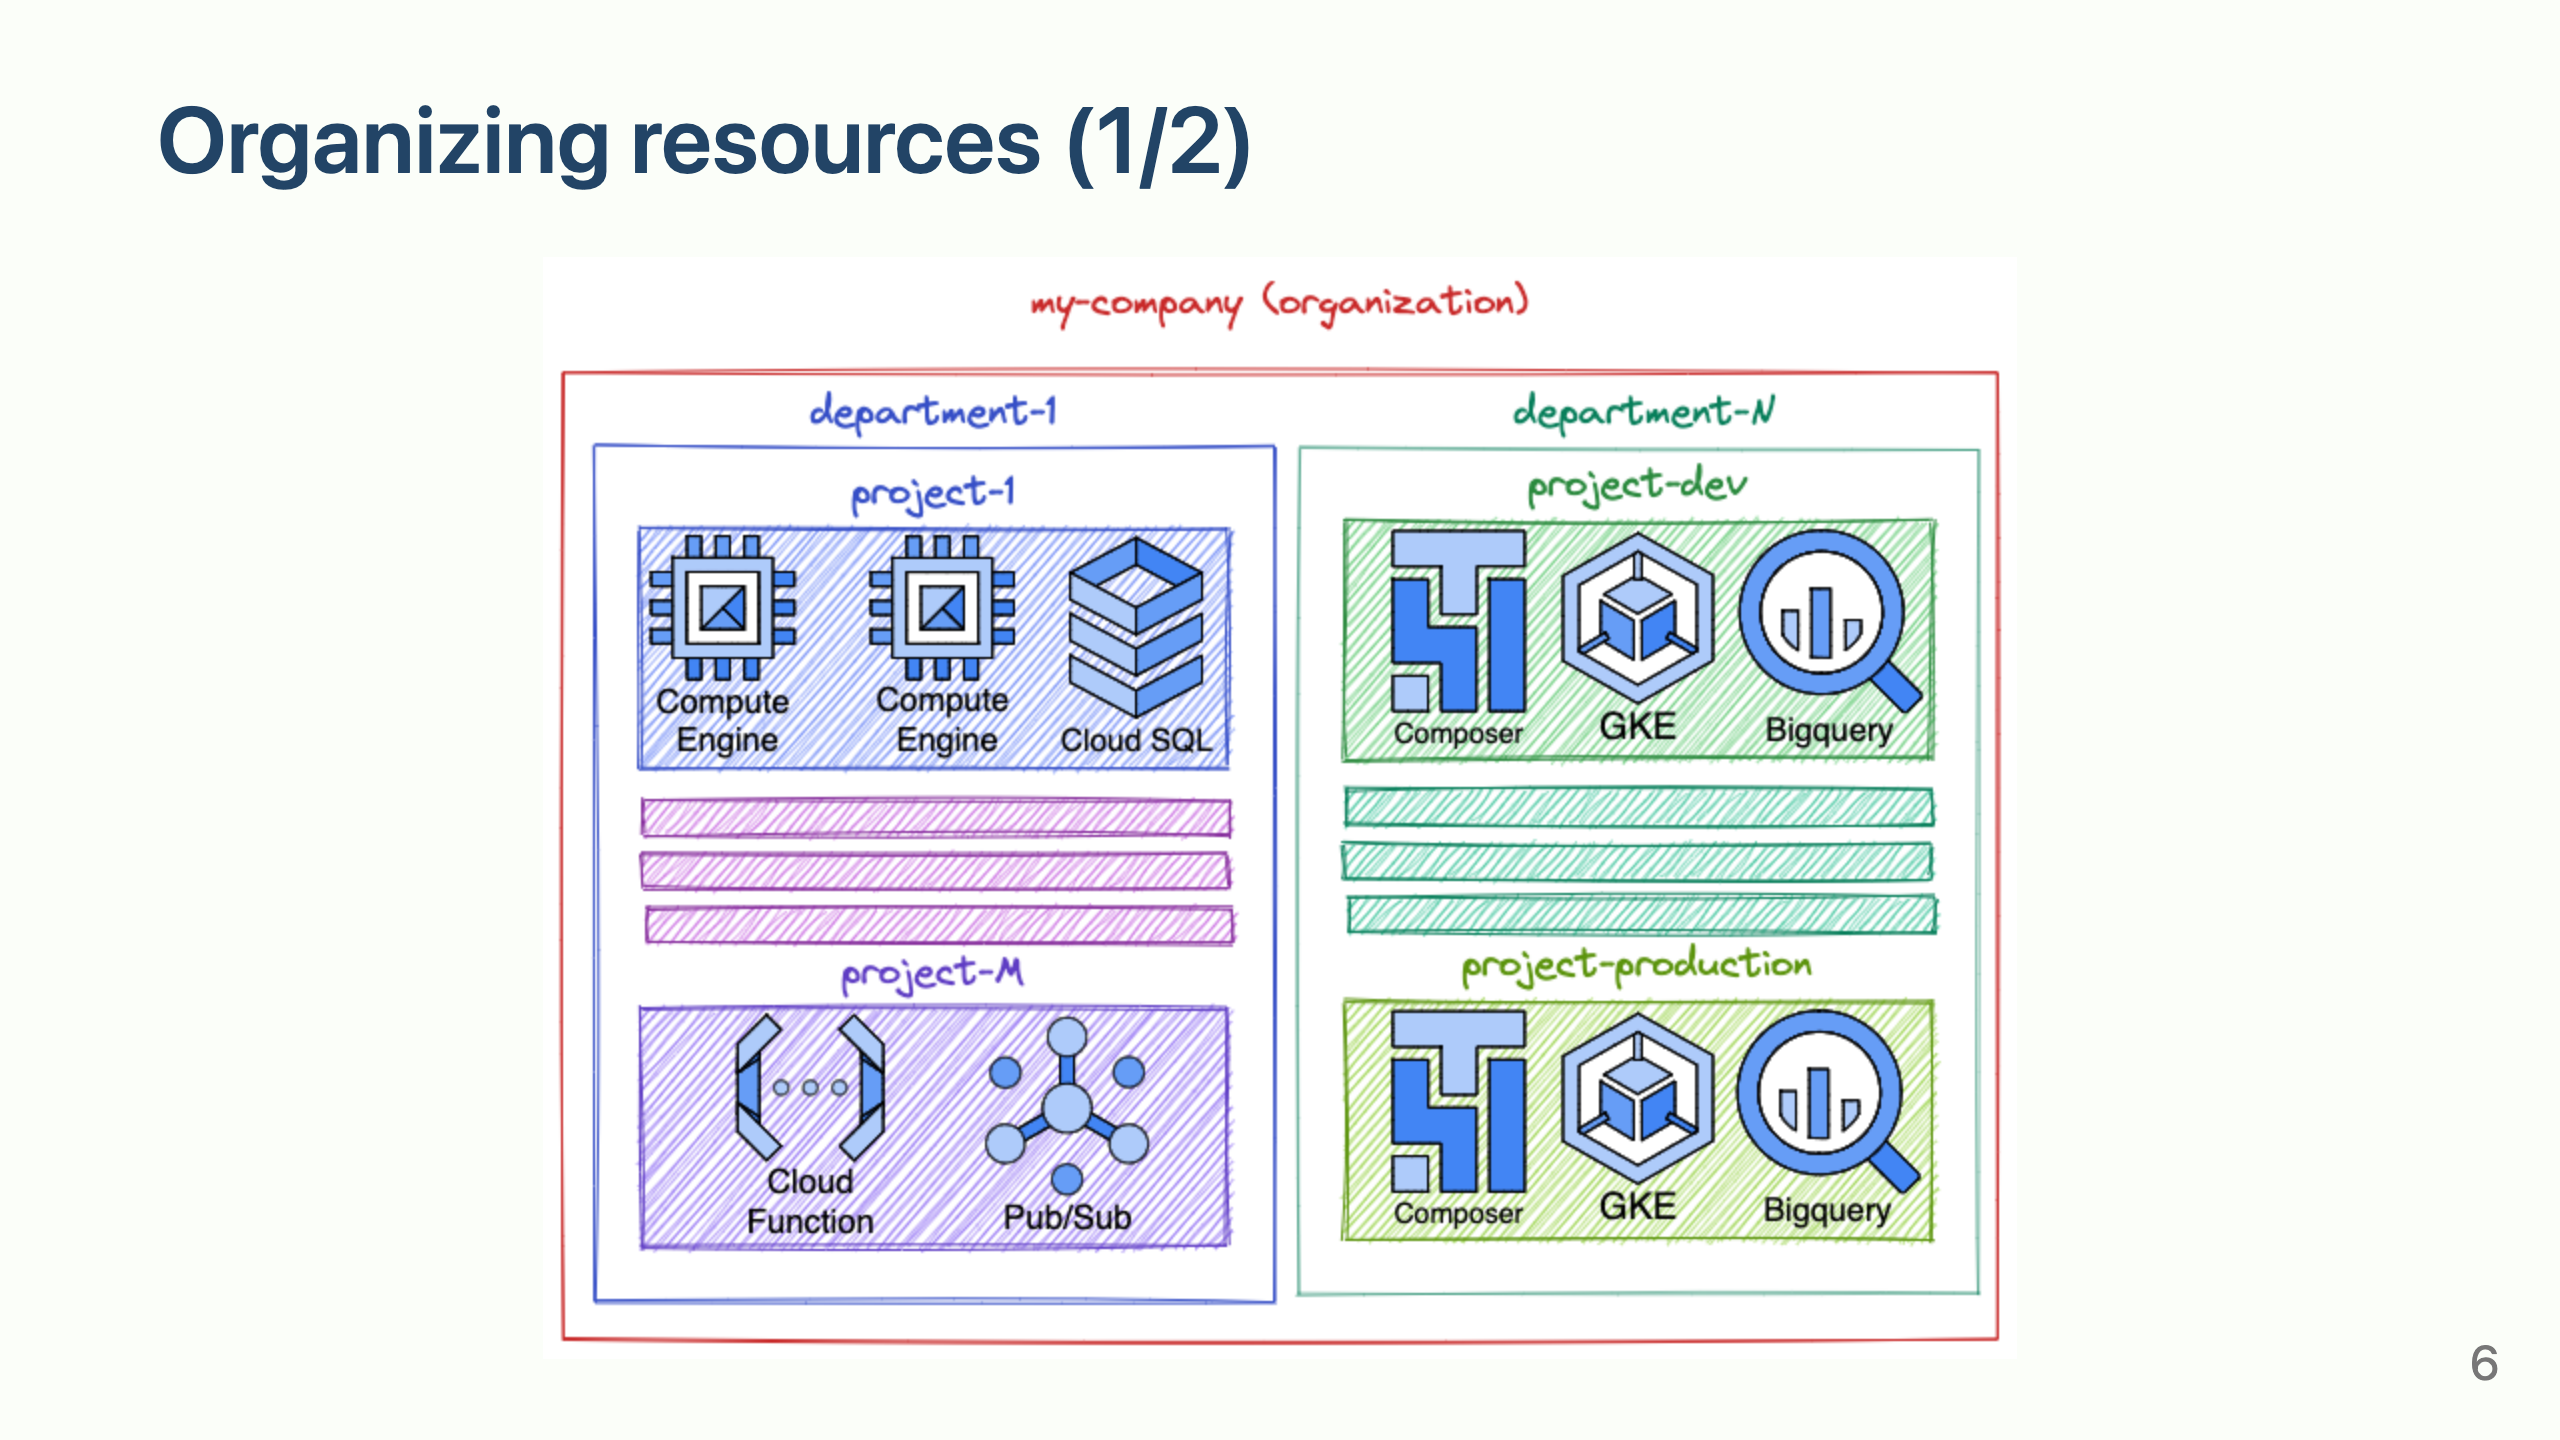 Organizing resources (1/2)
my-company (organization)
department-1
project-1
Compute
Engine
Compute
Engine
Cloud SQL
project-M
Cloud
Function
Pub/Sub
department-N
project-dev
Composer
GKE
Bigquery
project-production
Composer
GKE
Bigquery
6